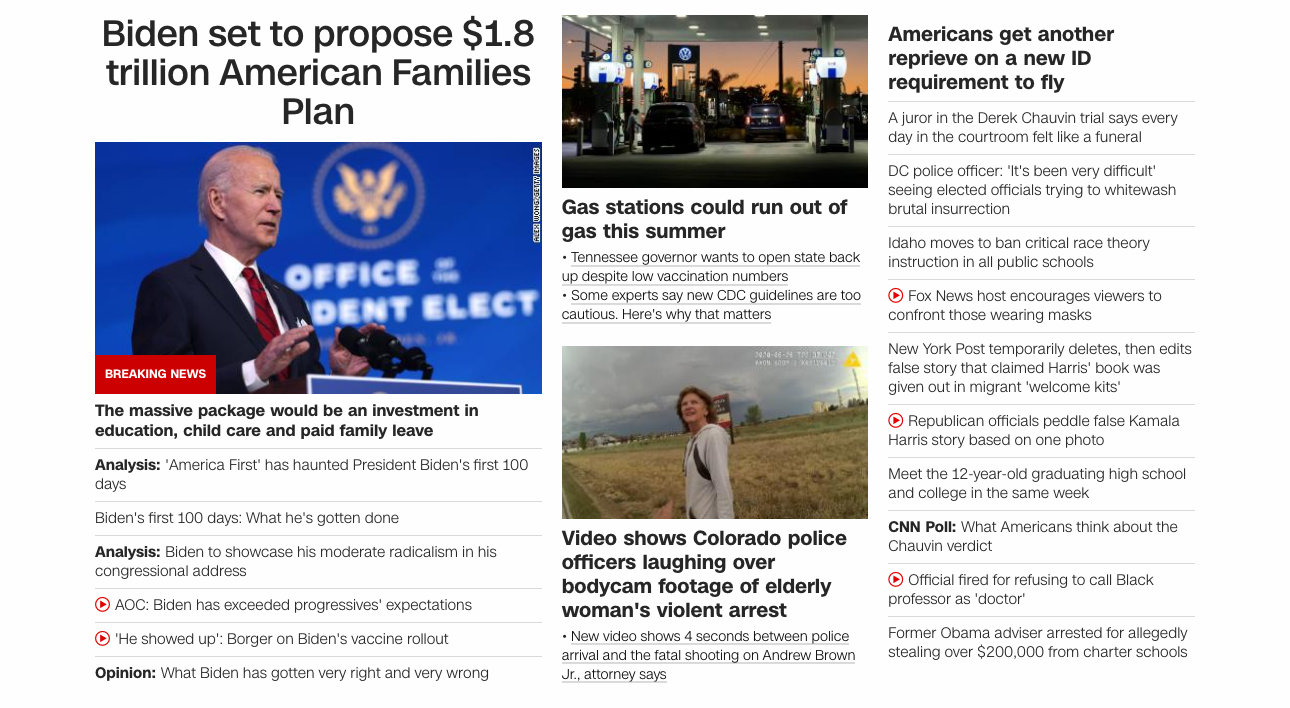 Biden set to propose $1.8
trillion American Families
Plan
ALEX WONG/GETTY IMAGES
OFFICE OF THE
DENT ELECT
BREAKING NEWS
The massive package would be an investment in
education, child care and paid family leave
Analysis: 'America First' has haunted President Biden's first 100
days
Biden's first 100 days: What he's gotten done
Analysis: Biden to showcase his moderate radicalism in his
congressional address
AOC: Biden has exceeded progressives' expectations
'He showed up': Borger on Biden's vaccine rollout
Opinion: What Biden has gotten very right and very wrong
Gas stations could run out of
gas this summer
• Tennessee governor wants to open state back
up despite low vaccination numbers
• Some experts say new CDC guidelines are too
cautious. Here's why that matters
Video shows Colorado police
officers laughing over
bodycam footage of elderly
woman's violent arrest
• New video shows 4 seconds between police
arrival and the fatal shooting on Andrew Brown
Jr., attorney says
Americans get another
reprieve on a new ID
requirement to fly
A juror in the Derek Chauvin trial says every
day in the courtroom felt like a funeral
DC police officer: 'It's been very difficult'
seeing elected officials trying to whitewash
brutal insurrection
Idaho moves to ban critical race theory
instruction in all public schools
Fox News host encourages viewers to
confront those wearing masks
New York Post temporarily deletes, then edits
false story that claimed Harris' book was
given out in migrant 'welcome kits'
Republican officials peddle false Kamala
Harris story based on one photo
Meet the 12-year-old graduating high school
and college in the same week
CNN Poll: What Americans think about the
Chauvin verdict
Official fired for refusing to call Black
professor as 'doctor'
Former Obama adviser arrested for allegedly
stealing over $200,000 from charter schools